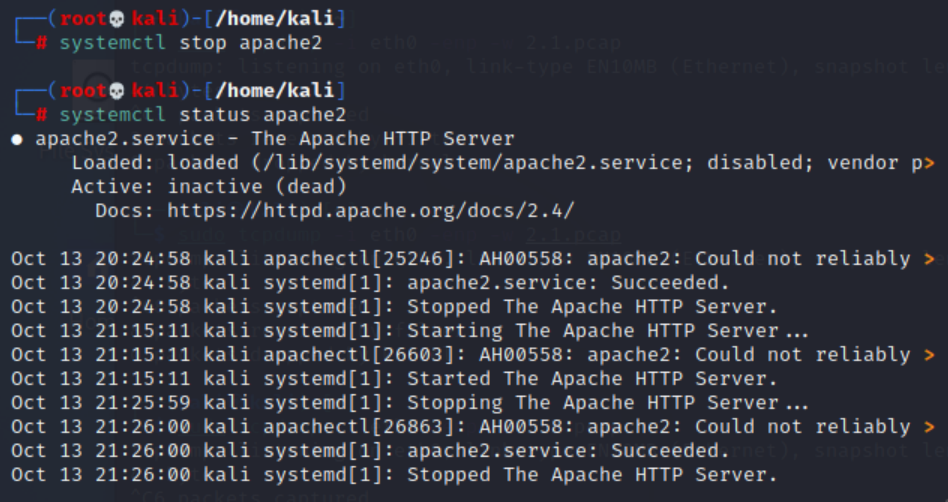 ┌──(root💀kali)-[/home/kali]
└─# systemctl stop apache2
┌──(root💀kali)-[/home/kali]
└─# systemctl status apache2
● apache2.service - The Apache HTTP Server
Loaded: loaded (/lib/systemd/system/apache2.service; disabled; vendor p>
Active: inactive (dead)
Docs: https://httpd.apache.org/docs/2.4/
Oct 13 20:24:58 kali apachectl[25246]: AH00558: apache2: Could not reliably >
Oct 13 20:24:58 kali systemd[1]: apache2.service: Succeeded.
Oct 13 20:24:58 kali systemd[1]: Stopped The Apache HTTP Server.
Oct 13 21:15:11 kali systemd[1]: Starting The Apache HTTP Server...
Oct 13 21:15:11 kali apachectl[26603]: AH00558: apache2: Could not reliably >
Oct 13 21:15:11 kali systemd[1]: Started The Apache HTTP Server.
Oct 13 21:25:59 kali systemd[1]: Stopping The Apache HTTP Server...
Oct 13 21:26:00 kali apachectl[26863]: AH00558: apache2: Could not reliably >
Oct 13 21:26:00 kali systemd[1]: apache2.service: Succeeded.
Oct 13 21:26:00 kali systemd[1]: Stopped The Apache HTTP Server.